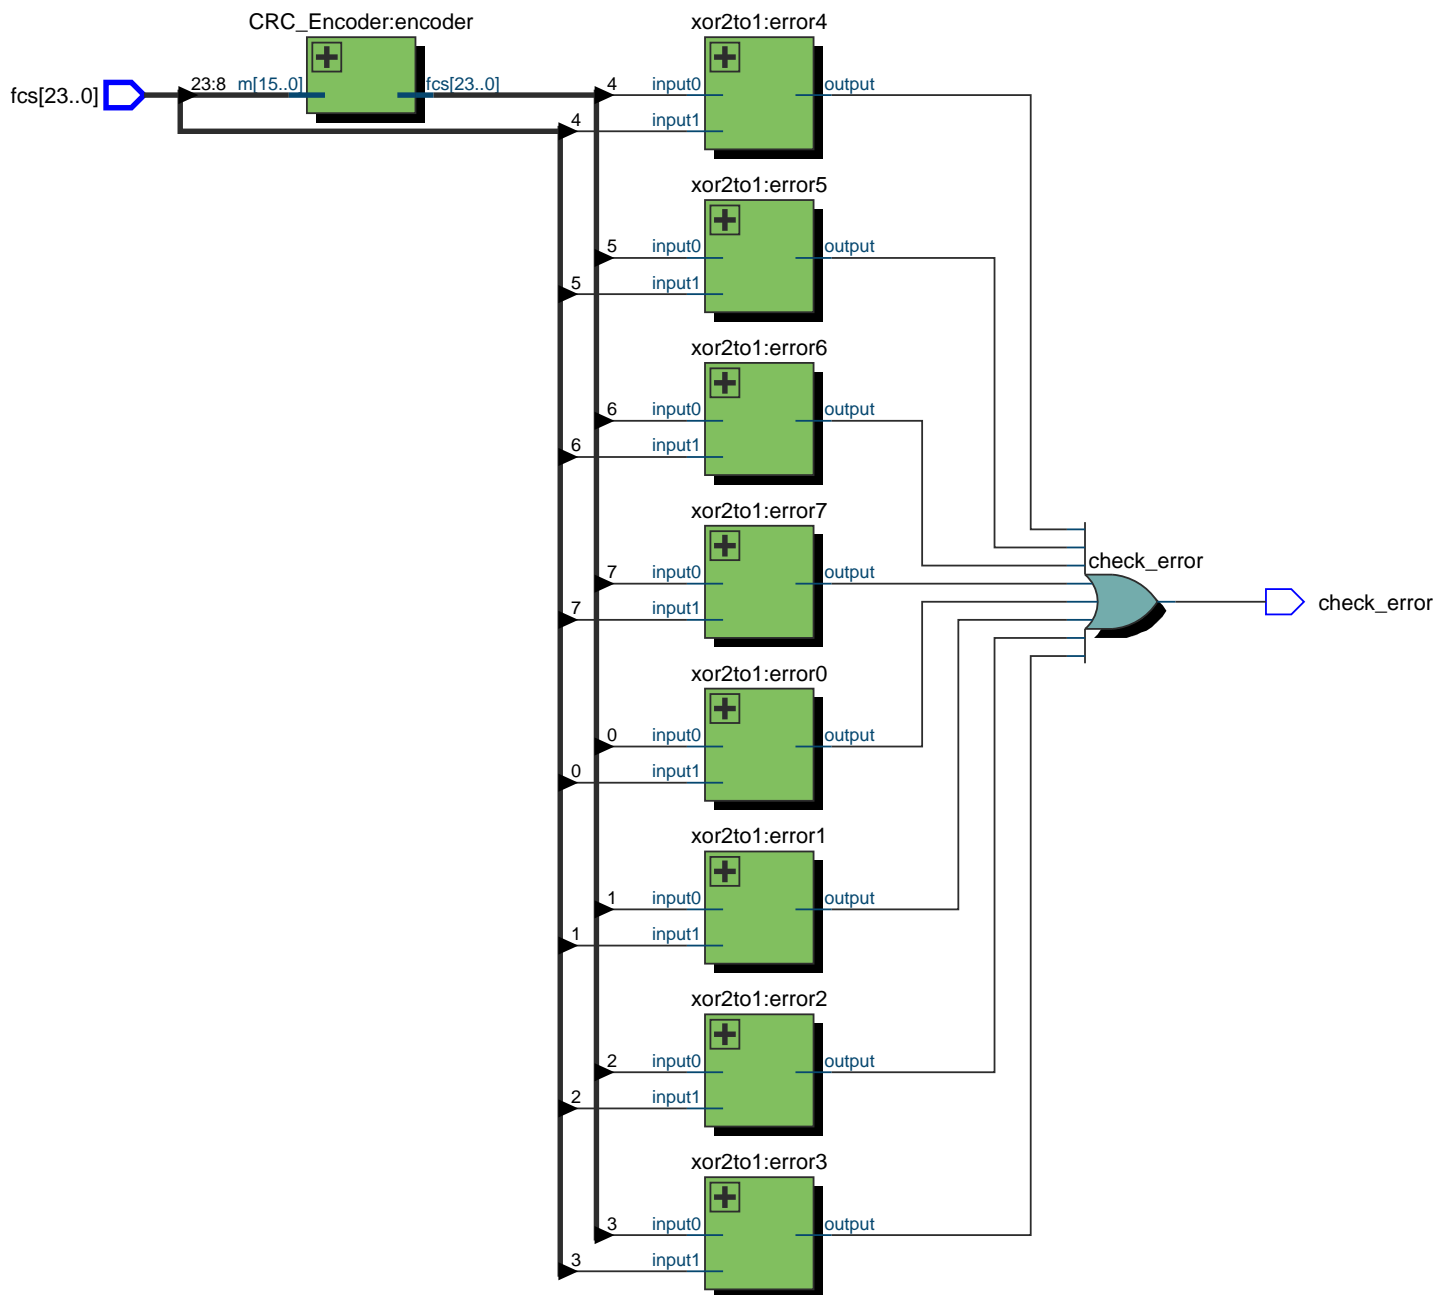 CRC_Encoder:encoder
fcs[23..0]
23:8
m[15..0]
fcs[23..0]
xor2to1:error4
4
input0
output
4
input1
xor2to1:error5
5
input0
output
5
input1
xor2to1:error6
6
input0
output
6
input1
xor2to1:error7
7
input0
output
7
input1
check_error
check_error
xor2to1:error0
0
input0
output
0
input1
xor2to1:error1
1
input0
output
1
input1
xor2to1:error2
2
input0
output
2
input1
xor2to1:error3
3
input0
output
3
input1